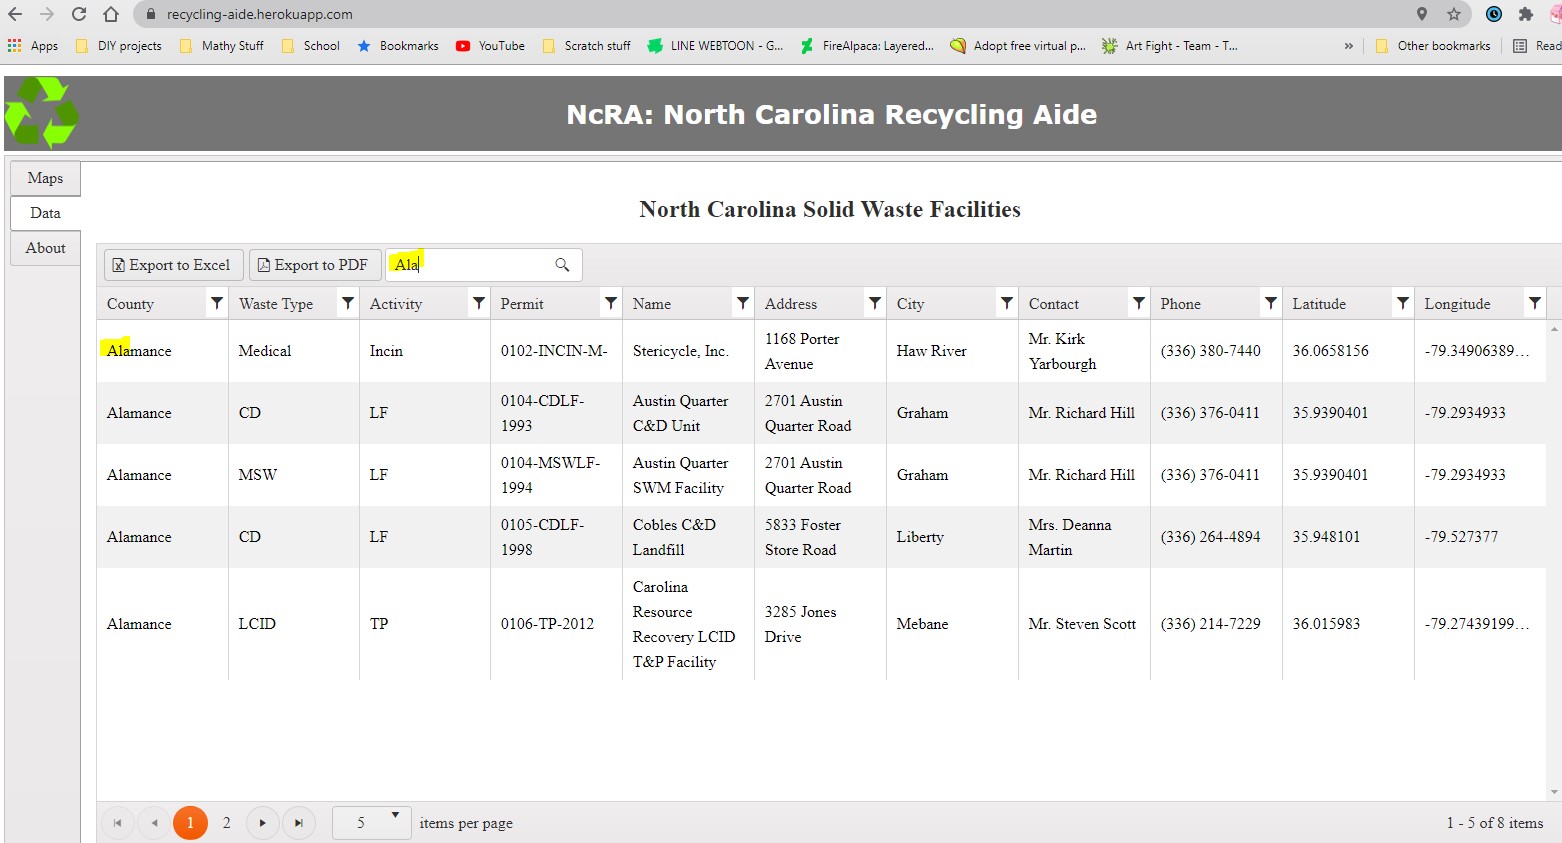 recycling-aide.herokuapp.com
Apps DIY projects Mathy Stuff School Bookmarks YouTube Scratch stuff LINE WEBTOON - G... FireAlpaca: Layered... Adopt free virtual p... Art Fight - Team - T... » Other bookmarks Read
NcRA: North Carolina Recycling Aide
Maps
Data
About
North Carolina Solid Waste Facilities
Export to Excel Export to PDF Ala
County Waste Type Activity Permit Name Address City Contact Phone Latitude Longitude
Alamance Medical Incin 0102-INCIN-M- Stericycle, Inc. 1168 Porter Avenue Haw River Mr. Kirk Yarbourgh (336) 380-7440 36.0658156 -79.34906389...
Alamance CD LF 0104-CDLF-1993 Austin Quarter C&D Unit 2701 Austin Quarter Road Graham Mr. Richard Hill (336) 376-0411 35.9390401 -79.2934933
Alamance MSW LF 0104-MSWLF-1994 Austin Quarter SWM Facility 2701 Austin Quarter Road Graham Mr. Richard Hill (336) 376-0411 35.9390401 -79.2934933
Alamance CD LF 0105-CDLF-1998 Cobles C&D Landfill 5833 Foster Store Road Liberty Mrs. Deanna Martin (336) 264-4894 35.948101 -79.527377
Alamance LCID TP 0106-TP-2012 Carolina Resource Recovery LCID T&P Facility 3285 Jones Drive Mebane Mr. Steven Scott (336) 214-7229 36.015983 -79.27439199...
1 2 5 items per page 1 - 5 of 8 items